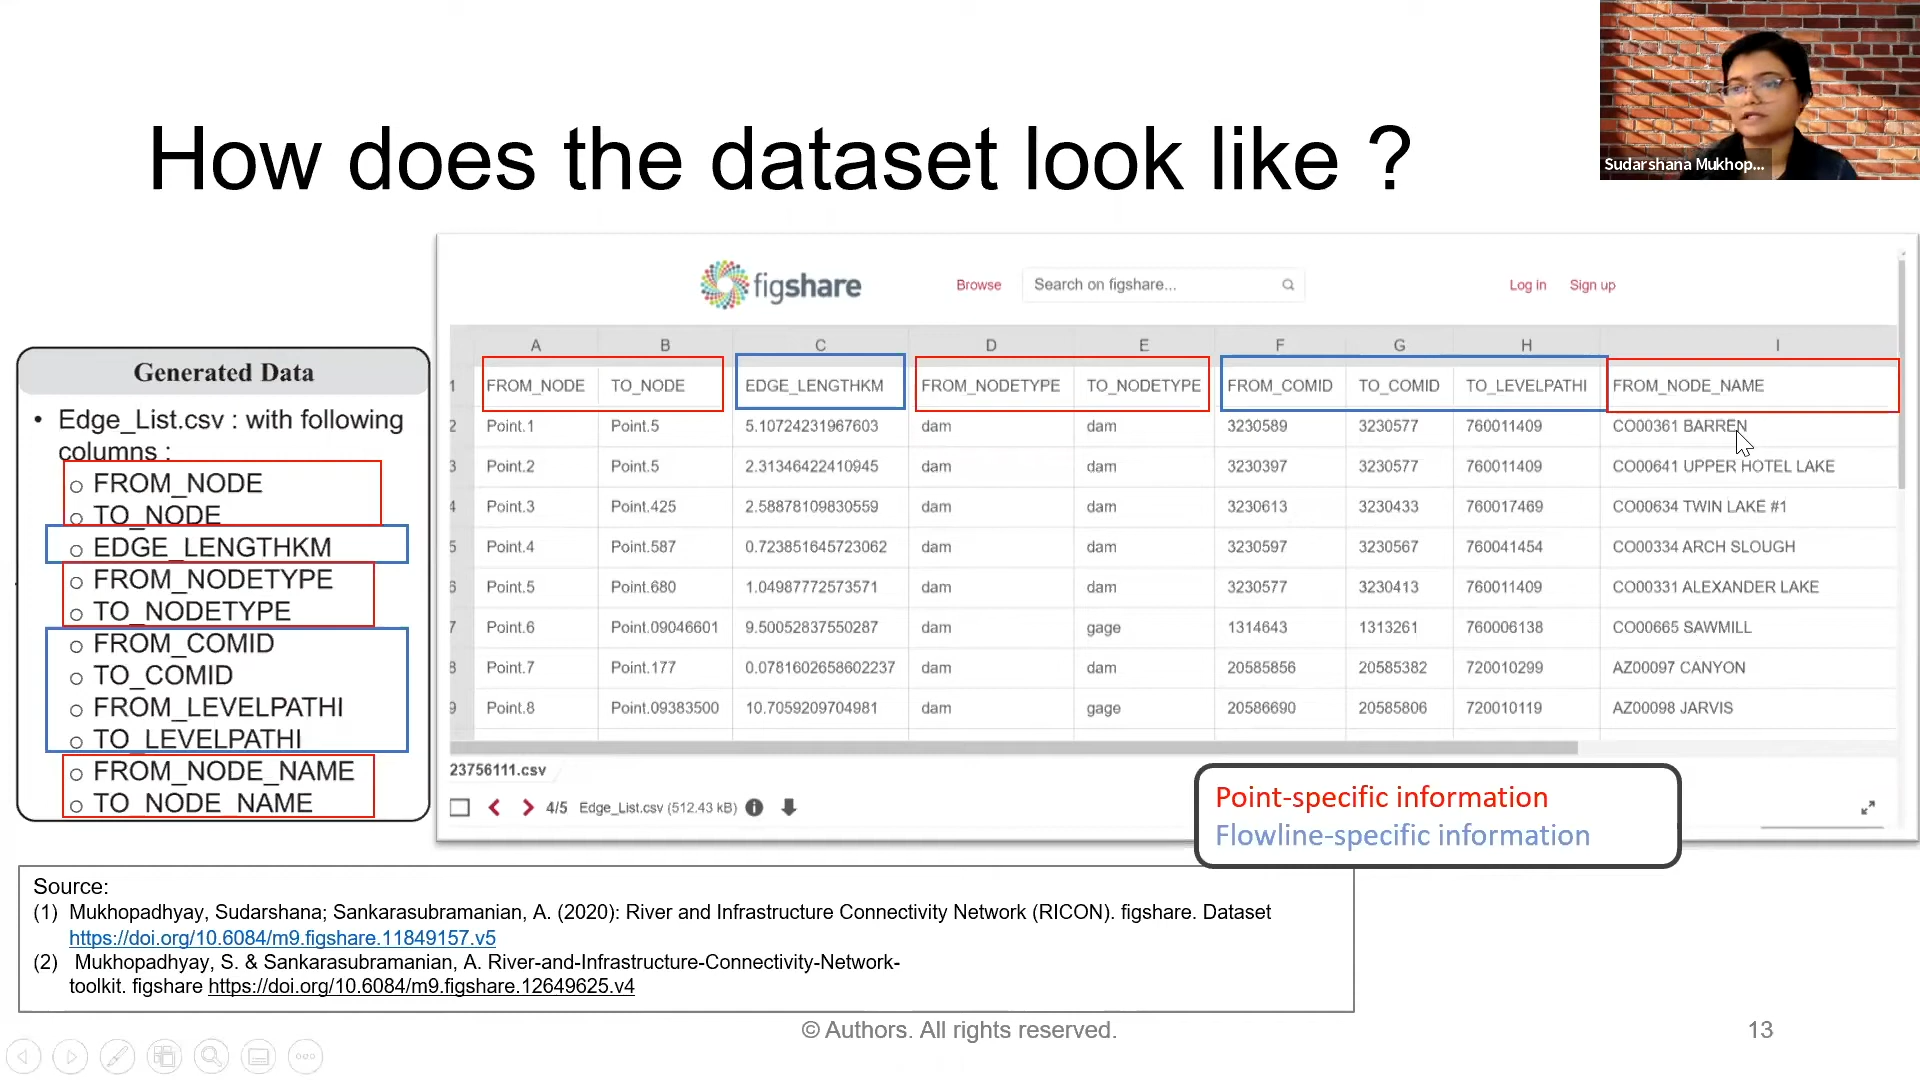 How does the dataset look like ?
Sudarshana Mukhop...
Generated Data
• Edge_List.csv : with following
columns :
o FROM_NODE
o TO_NODE
o EDGE_LENGTHKM
o FROM_NODETYPE
o TO_NODETYPE
o FROM_COMID
o TO_COMID
o FROM_LEVELPATHI
o TO_LEVELPATHI
o FROM_NODE_NAME
o TO_NODE_NAME
figshare Browse Search on figshare... Log in Sign up
A B C D E F G H I
1 FROM_NODE TO_NODE EDGE_LENGTHKM FROM_NODETYPE TO_NODETYPE FROM_COMID TO_COMID TO_LEVELPATHI FROM_NODE_NAME
2 Point.1 Point.5 5.10724231967603 dam dam 3230589 3230577 760011409 CO00361 BARREN
3 Point.2 Point.5 2.31346422410945 dam dam 3230397 3230577 760011409 CO00641 UPPER HOTEL LAKE
4 Point.3 Point.425 2.58878109830559 dam dam 3230613 3230433 760017469 CO00634 TWIN LAKE #1
5 Point.4 Point.587 0.723851645723062 dam dam 3230597 3230567 760041454 CO00334 ARCH SLOUGH
6 Point.5 Point.680 1.04987772573571 dam dam 3230577 3230413 760011409 CO00331 ALEXANDER LAKE
7 Point.6 Point.09046601 9.50052837550287 dam gage 1314643 1313261 760006138 CO00665 SAWMILL
8 Point.7 Point.177 0.0781602658602237 dam dam 20585856 20585382 720010299 AZ00097 CANYON
9 Point.8 Point.09383500 10.7059209704981 dam gage 20586690 20585806 720010119 AZ00098 JARVIS
23756111.csv
4/5 Edge_List.csv (512.43 kB)
Point-specific information
Flowline-specific information
Source:
(1) Mukhopadhyay, Sudarshana; Sankarasubramanian, A. (2020): River and Infrastructure Connectivity Network (RICON). figshare. Dataset
https://doi.org/10.6084/m9.figshare.11849157.v5
(2) Mukhopadhyay, S. & Sankarasubramanian, A. River-and-Infrastructure-Connectivity-Network-
toolkit. figshare https://doi.org/10.6084/m9.figshare.12649625.v4
© Authors. All rights reserved.
13